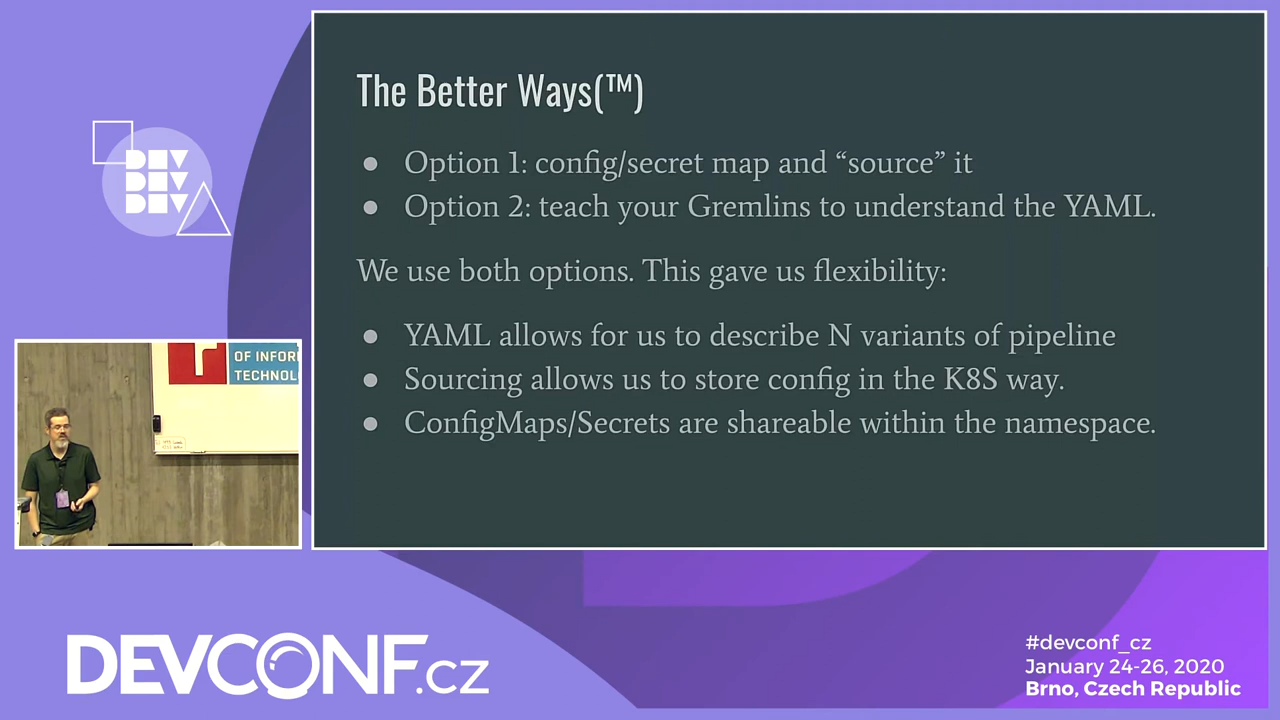 The Better Ways(™)
● Option 1: config/secret map and “source” it
● Option 2: teach your Gremlins to understand the YAML.
We use both options. This gave us flexibility:
● YAML allows for us to describe N variants of pipeline
● Sourcing allows us to store config in the K8S way.
● ConfigMaps/Secrets are shareable within the namespace.
DEV
DEV
DEV
OF INFOR
TECHNOL
DEVCONF.cz
#devconf_cz
January 24-26, 2020
Brno, Czech Republic